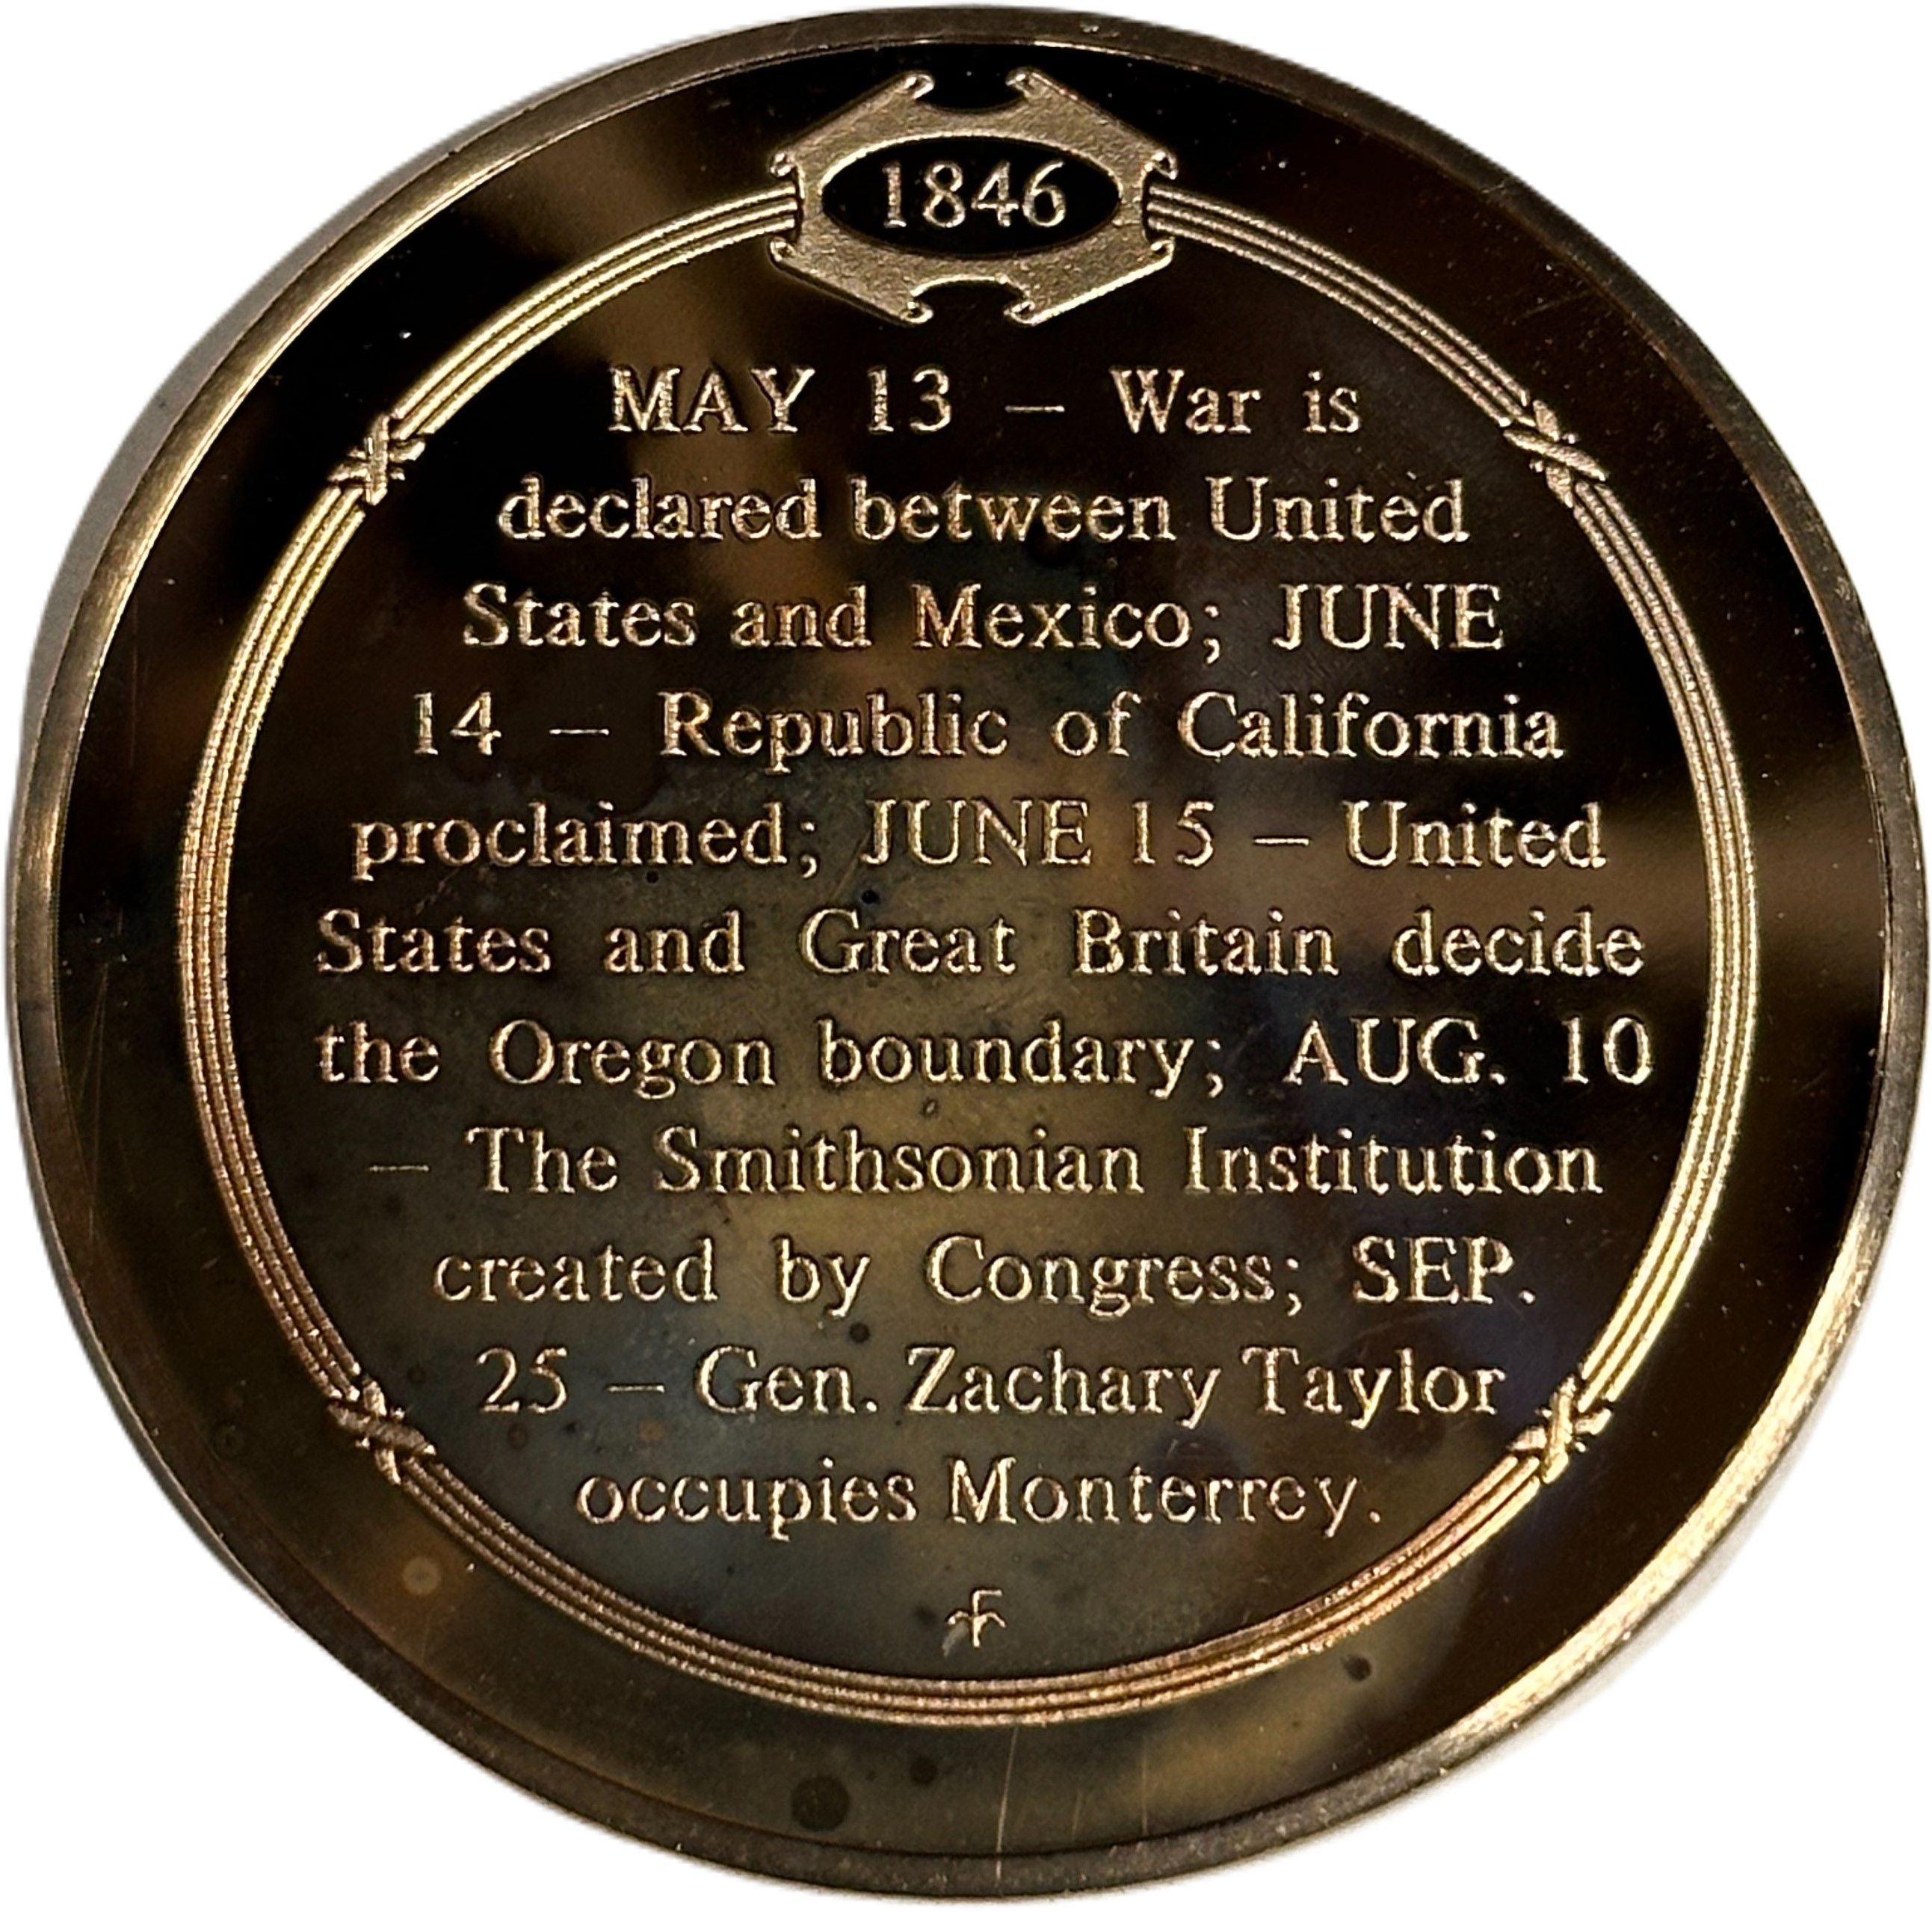 1846
MAY 13 — War is
declared between United
States and Mexico; JUNE
14 — Republic of California
proclaimed; JUNE 15 — United
States and Great Britain decide
the Oregon boundary; AUG. 10
— The Smithsonian Institution
created by Congress; SEP.
25 — Gen. Zachary Taylor
occupies Monterrey.